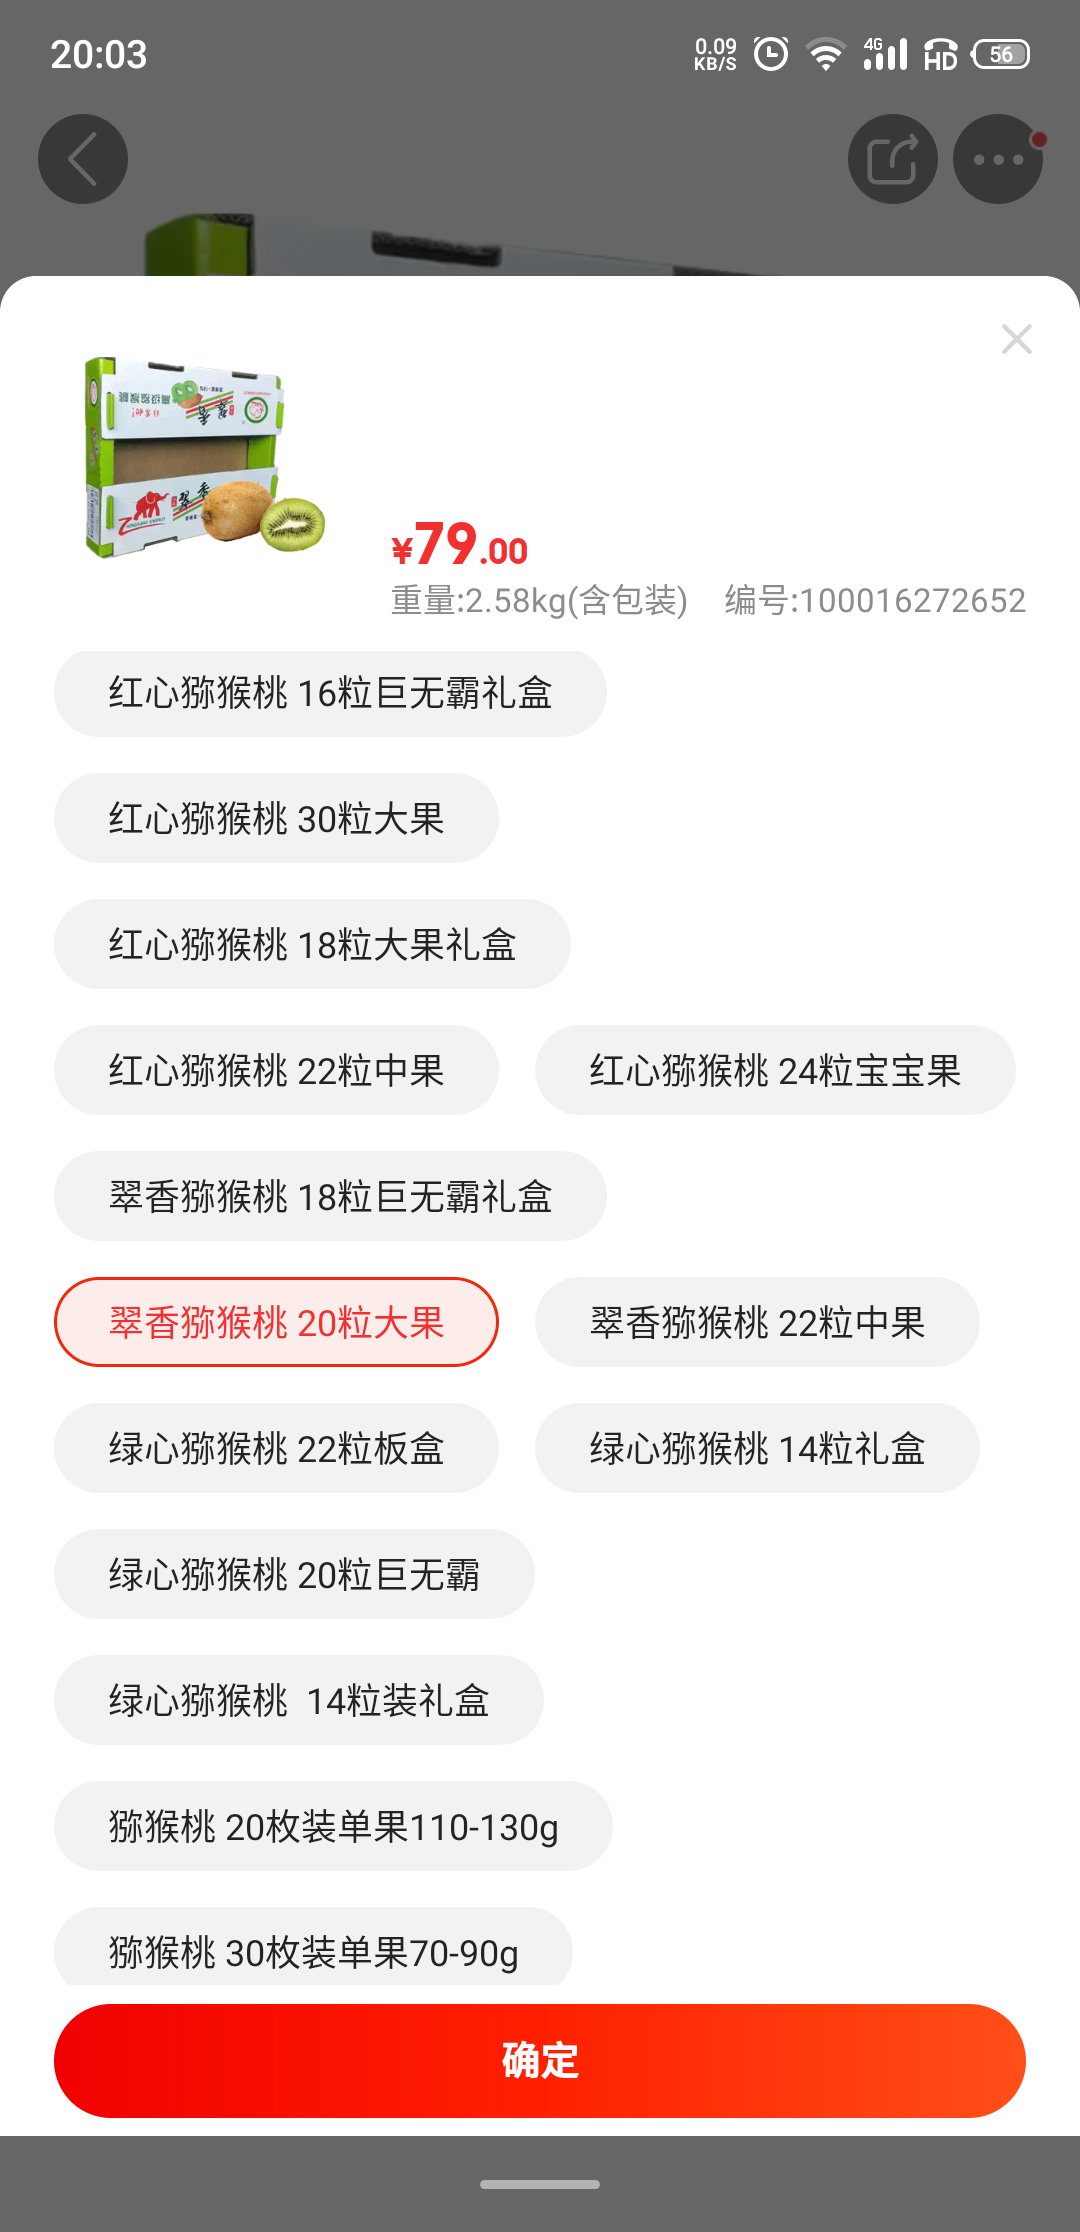 20:03
0.09
KB/S
4G
HD
56
翠香
¥79.00
重量:2.58kg(含包装) 编号:100016272652
红心猕猴桃 16粒巨无霸礼盒
红心猕猴桃 30粒大果
红心猕猴桃 18粒大果礼盒
红心猕猴桃 22粒中果
红心猕猴桃 24粒宝宝果
翠香猕猴桃 18粒巨无霸礼盒
翠香猕猴桃 20粒大果
翠香猕猴桃 22粒中果
绿心猕猴桃 22粒板盒
绿心猕猴桃 14粒礼盒
绿心猕猴桃 20粒巨无霸
绿心猕猴桃 14粒装礼盒
猕猴桃 20枚装单果110-130g
猕猴桃 30枚装单果70-90g
确定